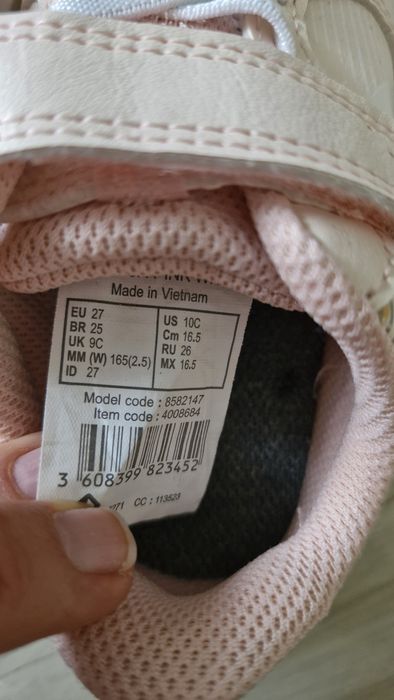 Made in Vietnam
EU 27
BR 25
UK 9C
MM (W) 165(2.5)
ID 27
US 10C
Cm 16.5
RU 26
MX 16.5
Model code : 8582147
Item code : 4008684
3 608399 823452
CC : 113523